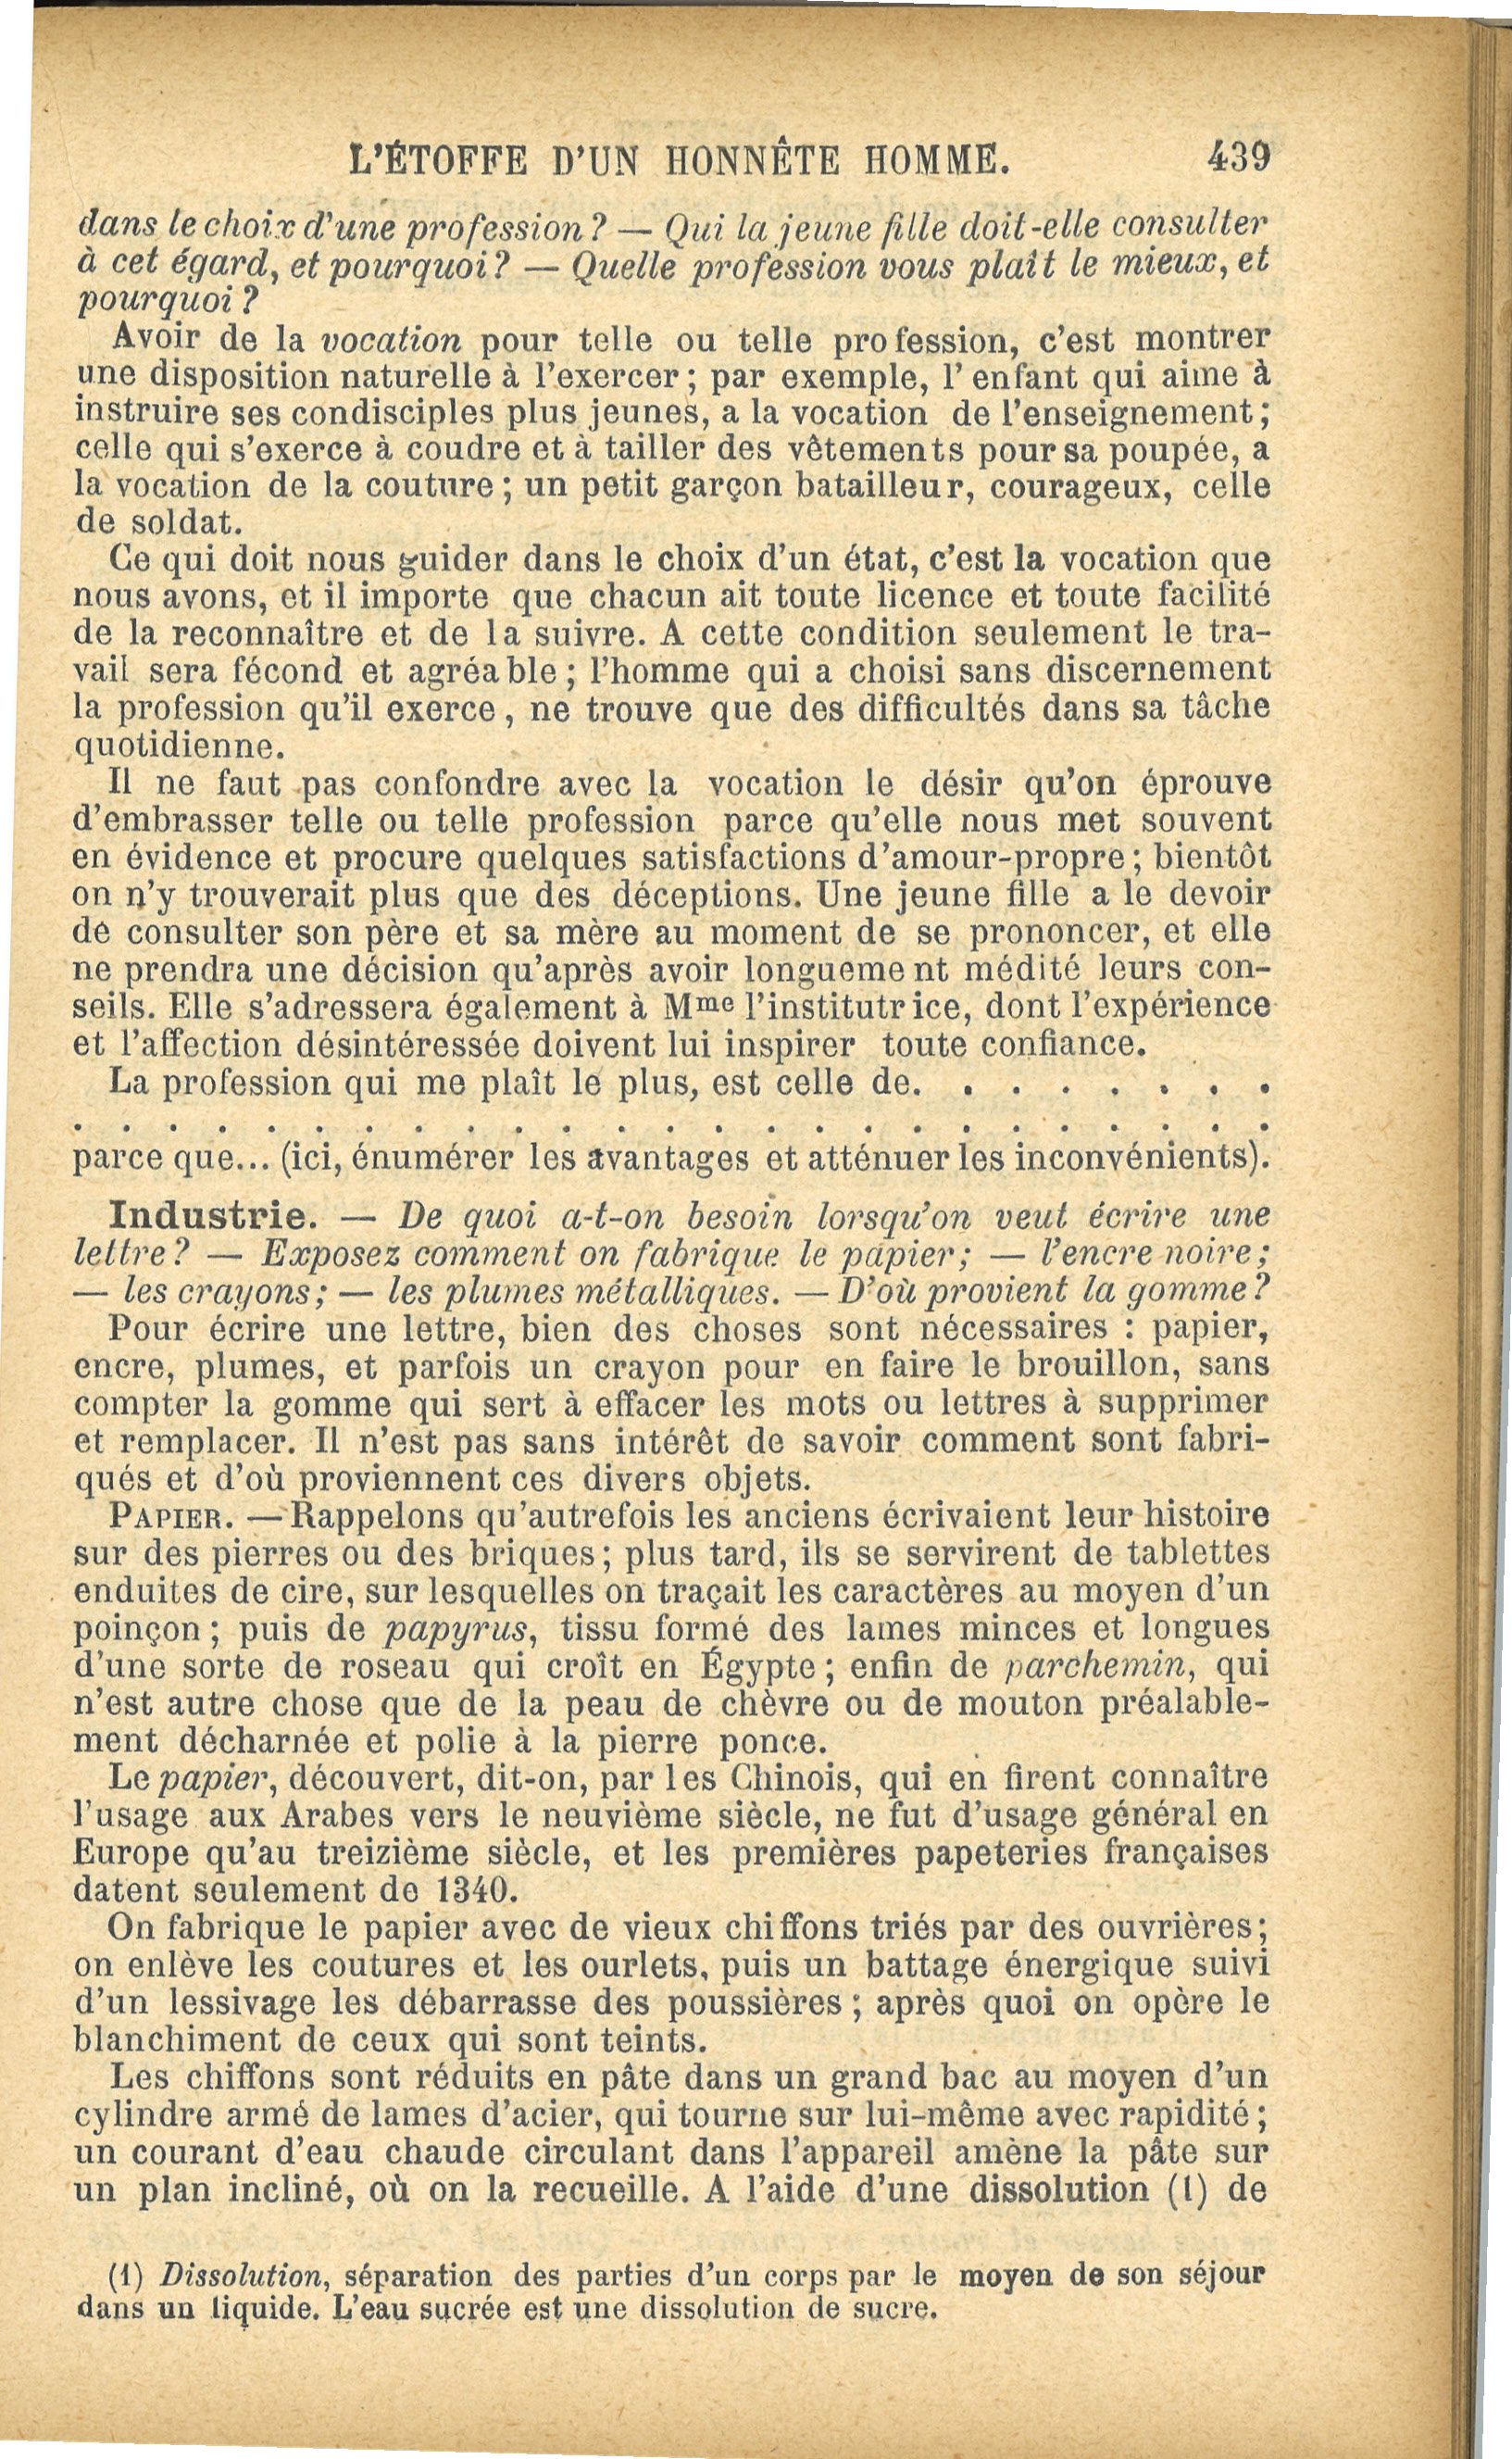 L'ÉTOFFE D'UN HONNÊTE HOMME. 439
dans le choix d'une profession ? — Qui la jeune fille doit-elle consulter
à cet égard, et pourquoi ? — Quelle profession vous plaît le mieux, et
pourquoi ?
Avoir de la vocation pour telle ou telle profession, c'est montrer
une disposition naturelle à l'exercer ; par exemple, l'enfant qui aime à
instruire ses condisciples plus jeunes, a la vocation de l'enseignement ;
celle qui s'exerce à coudre et à tailler des vêtements pour sa poupée, a
la vocation de la couture ; un petit garçon batailleur, courageux, celle
de soldat.
Ce qui doit nous guider dans le choix d'un état, c'est la vocation que
nous avons, et il importe que chacun ait toute licence et toute facilité
de la reconnaître et de la suivre. A cette condition seulement le tra-
vail sera fécond et agréable ; l'homme qui a choisi sans discernement
la profession qu'il exerce, ne trouve que des difficultés dans sa tâche
quotidienne.
Il ne faut pas confondre avec la vocation le désir qu'on éprouve
d'embrasser telle ou telle profession parce qu'elle nous met souvent
en évidence et procure quelques satisfactions d'amour-propre ; bientôt
on n'y trouverait plus que des déceptions. Une jeune fille a le devoir
de consulter son père et sa mère au moment de se prononcer, et elle
ne prendra une décision qu'après avoir longuement médité leurs con-
seils. Elle s'adressera également à Mme l'institutrice, dont l'expérience
et l'affection désintéressée doivent lui inspirer toute confiance.
La profession qui me plaît le plus, est celle de. . . . . . . .
. . . . . . . . . . . . . . . . . . . . . . . . .
parce que... (ici, énumérer les avantages et atténuer les inconvénients).
Industrie. — De quoi a-t-on besoin lorsqu'on veut écrire une
lettre ? — Exposez comment on fabrique le papier ; — l'encre noire ;
— les crayons ; — les plumes métalliques. — D'où provient la gomme ?
Pour écrire une lettre, bien des choses sont nécessaires : papier,
encre, plumes, et parfois un crayon pour en faire le brouillon, sans
compter la gomme qui sert à effacer les mots ou lettres à supprimer
et remplacer. Il n'est pas sans intérêt de savoir comment sont fabri-
qués et d'où proviennent ces divers objets.
PAPIER. — Rappelons qu'autrefois les anciens écrivaient leur histoire
sur des pierres ou des briques ; plus tard, ils se servirent de tablettes
enduites de cire, sur lesquelles on traçait les caractères au moyen d'un
poinçon ; puis de papyrus, tissu formé des lames minces et longues
d'une sorte de roseau qui croît en Égypte ; enfin de parchemin, qui
n'est autre chose que de la peau de chèvre ou de mouton préalable-
ment décharnée et polie à la pierre ponce.
Le papier, découvert, dit-on, par les Chinois, qui en firent connaître
l'usage aux Arabes vers le neuvième siècle, ne fut d'usage général en
Europe qu'au treizième siècle, et les premières papeteries françaises
datent seulement de 1340.
On fabrique le papier avec de vieux chiffons triés par des ouvrières ;
on enlève les coutures et les ourlets, puis un battage énergique suivi
d'un lessivage les débarrasse des poussières ; après quoi on opère le
blanchiment de ceux qui sont teints.
Les chiffons sont réduits en pâte dans un grand bac au moyen d'un
cylindre armé de lames d'acier, qui tourne sur lui-même avec rapidité ;
un courant d'eau chaude circulant dans l'appareil amène la pâte sur
un plan incliné, où on la recueille. A l'aide d'une dissolution (1) de
(1) Dissolution, séparation des parties d'un corps par le moyen de son séjour
dans un liquide. L'eau sucrée est une dissolution de sucre.